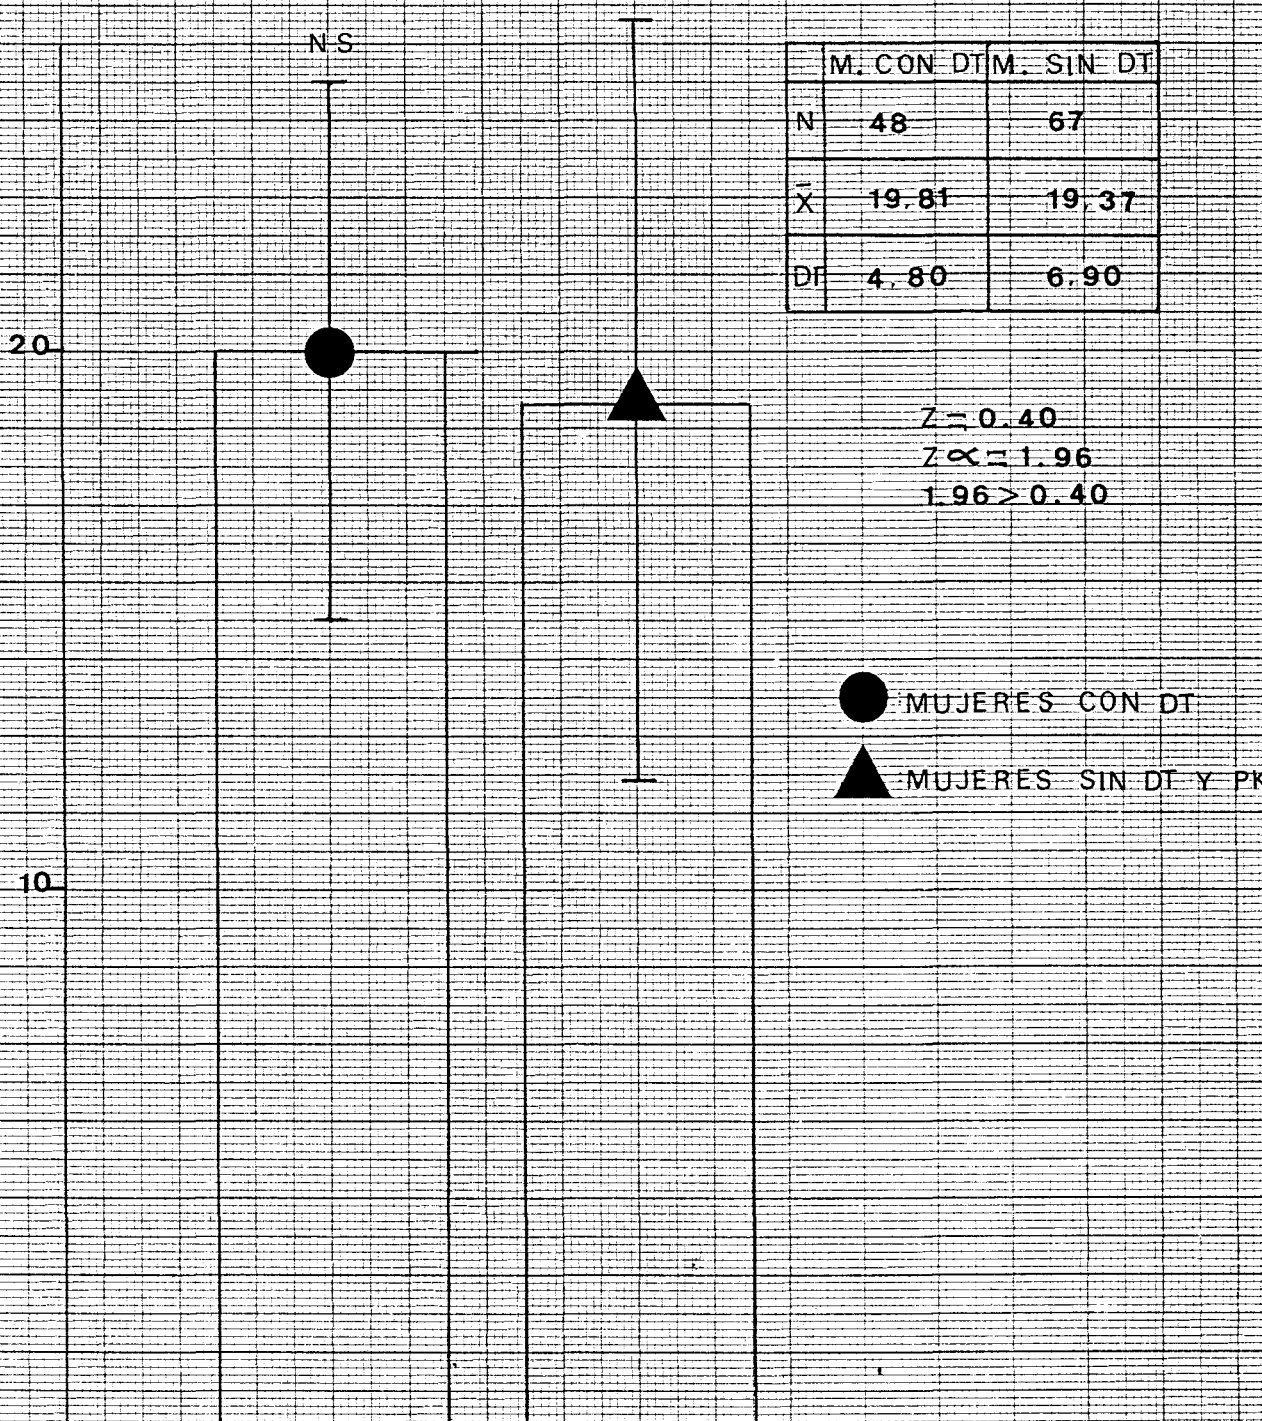 NS
M. CON DT M. SIN DT
N 48 67
X̄ 19.81 19.37
DT 4.80 6.90
20
Z = 0.40
Z ∝ = 1.96
1.96 > 0.40
MUJERES CON DT
MUJERES SIN DT Y PK
10